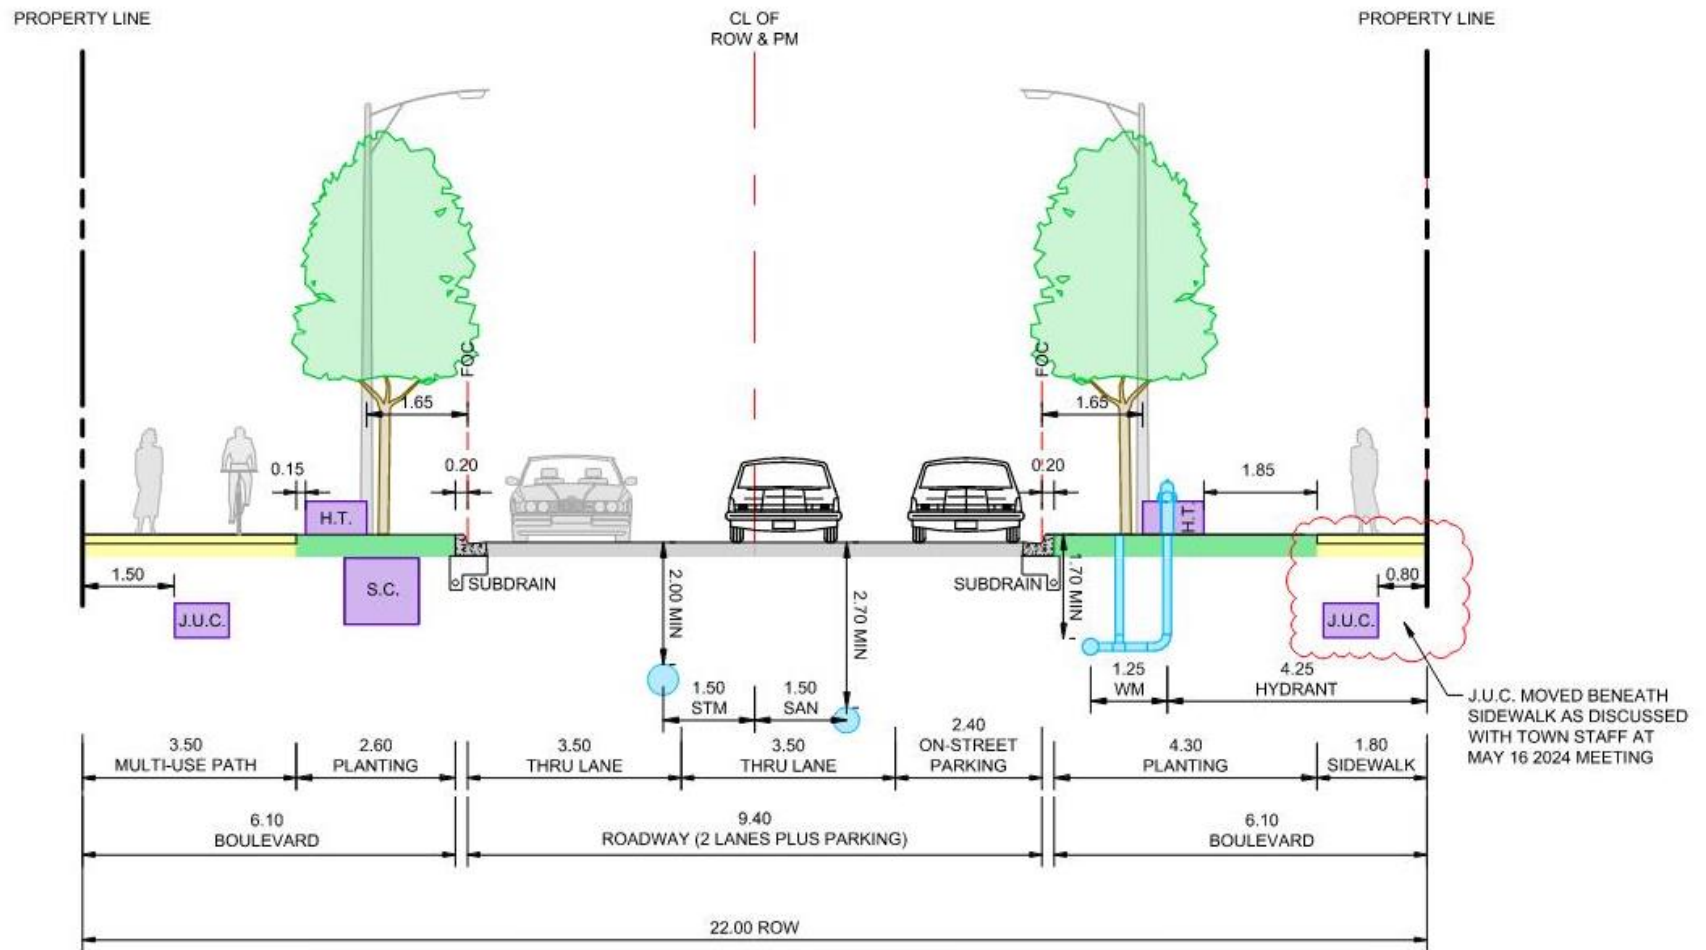 PROPERTY LINE
CL OF
ROW & PM
PROPERTY LINE
FOC
FOC
1.65
1.65
0.15
0.20
0.20
1.85
H.T.
H.T.
1.50
J.U.C.
S.C.
SUBDRAIN
2.00 MIN
2.70 MIN
SUBDRAIN
1.70 MIN
0.80
J.U.C.
1.50
STM
1.50
SAN
1.25
WM
4.25
HYDRANT
J.U.C. MOVED BENEATH
SIDEWALK AS DISCUSSED
WITH TOWN STAFF AT
MAY 16 2024 MEETING
3.50
MULTI-USE PATH
2.60
PLANTING
3.50
THRU LANE
3.50
THRU LANE
2.40
ON-STREET
PARKING
4.30
PLANTING
1.80
SIDEWALK
6.10
BOULEVARD
9.40
ROADWAY (2 LANES PLUS PARKING)
6.10
BOULEVARD
22.00 ROW